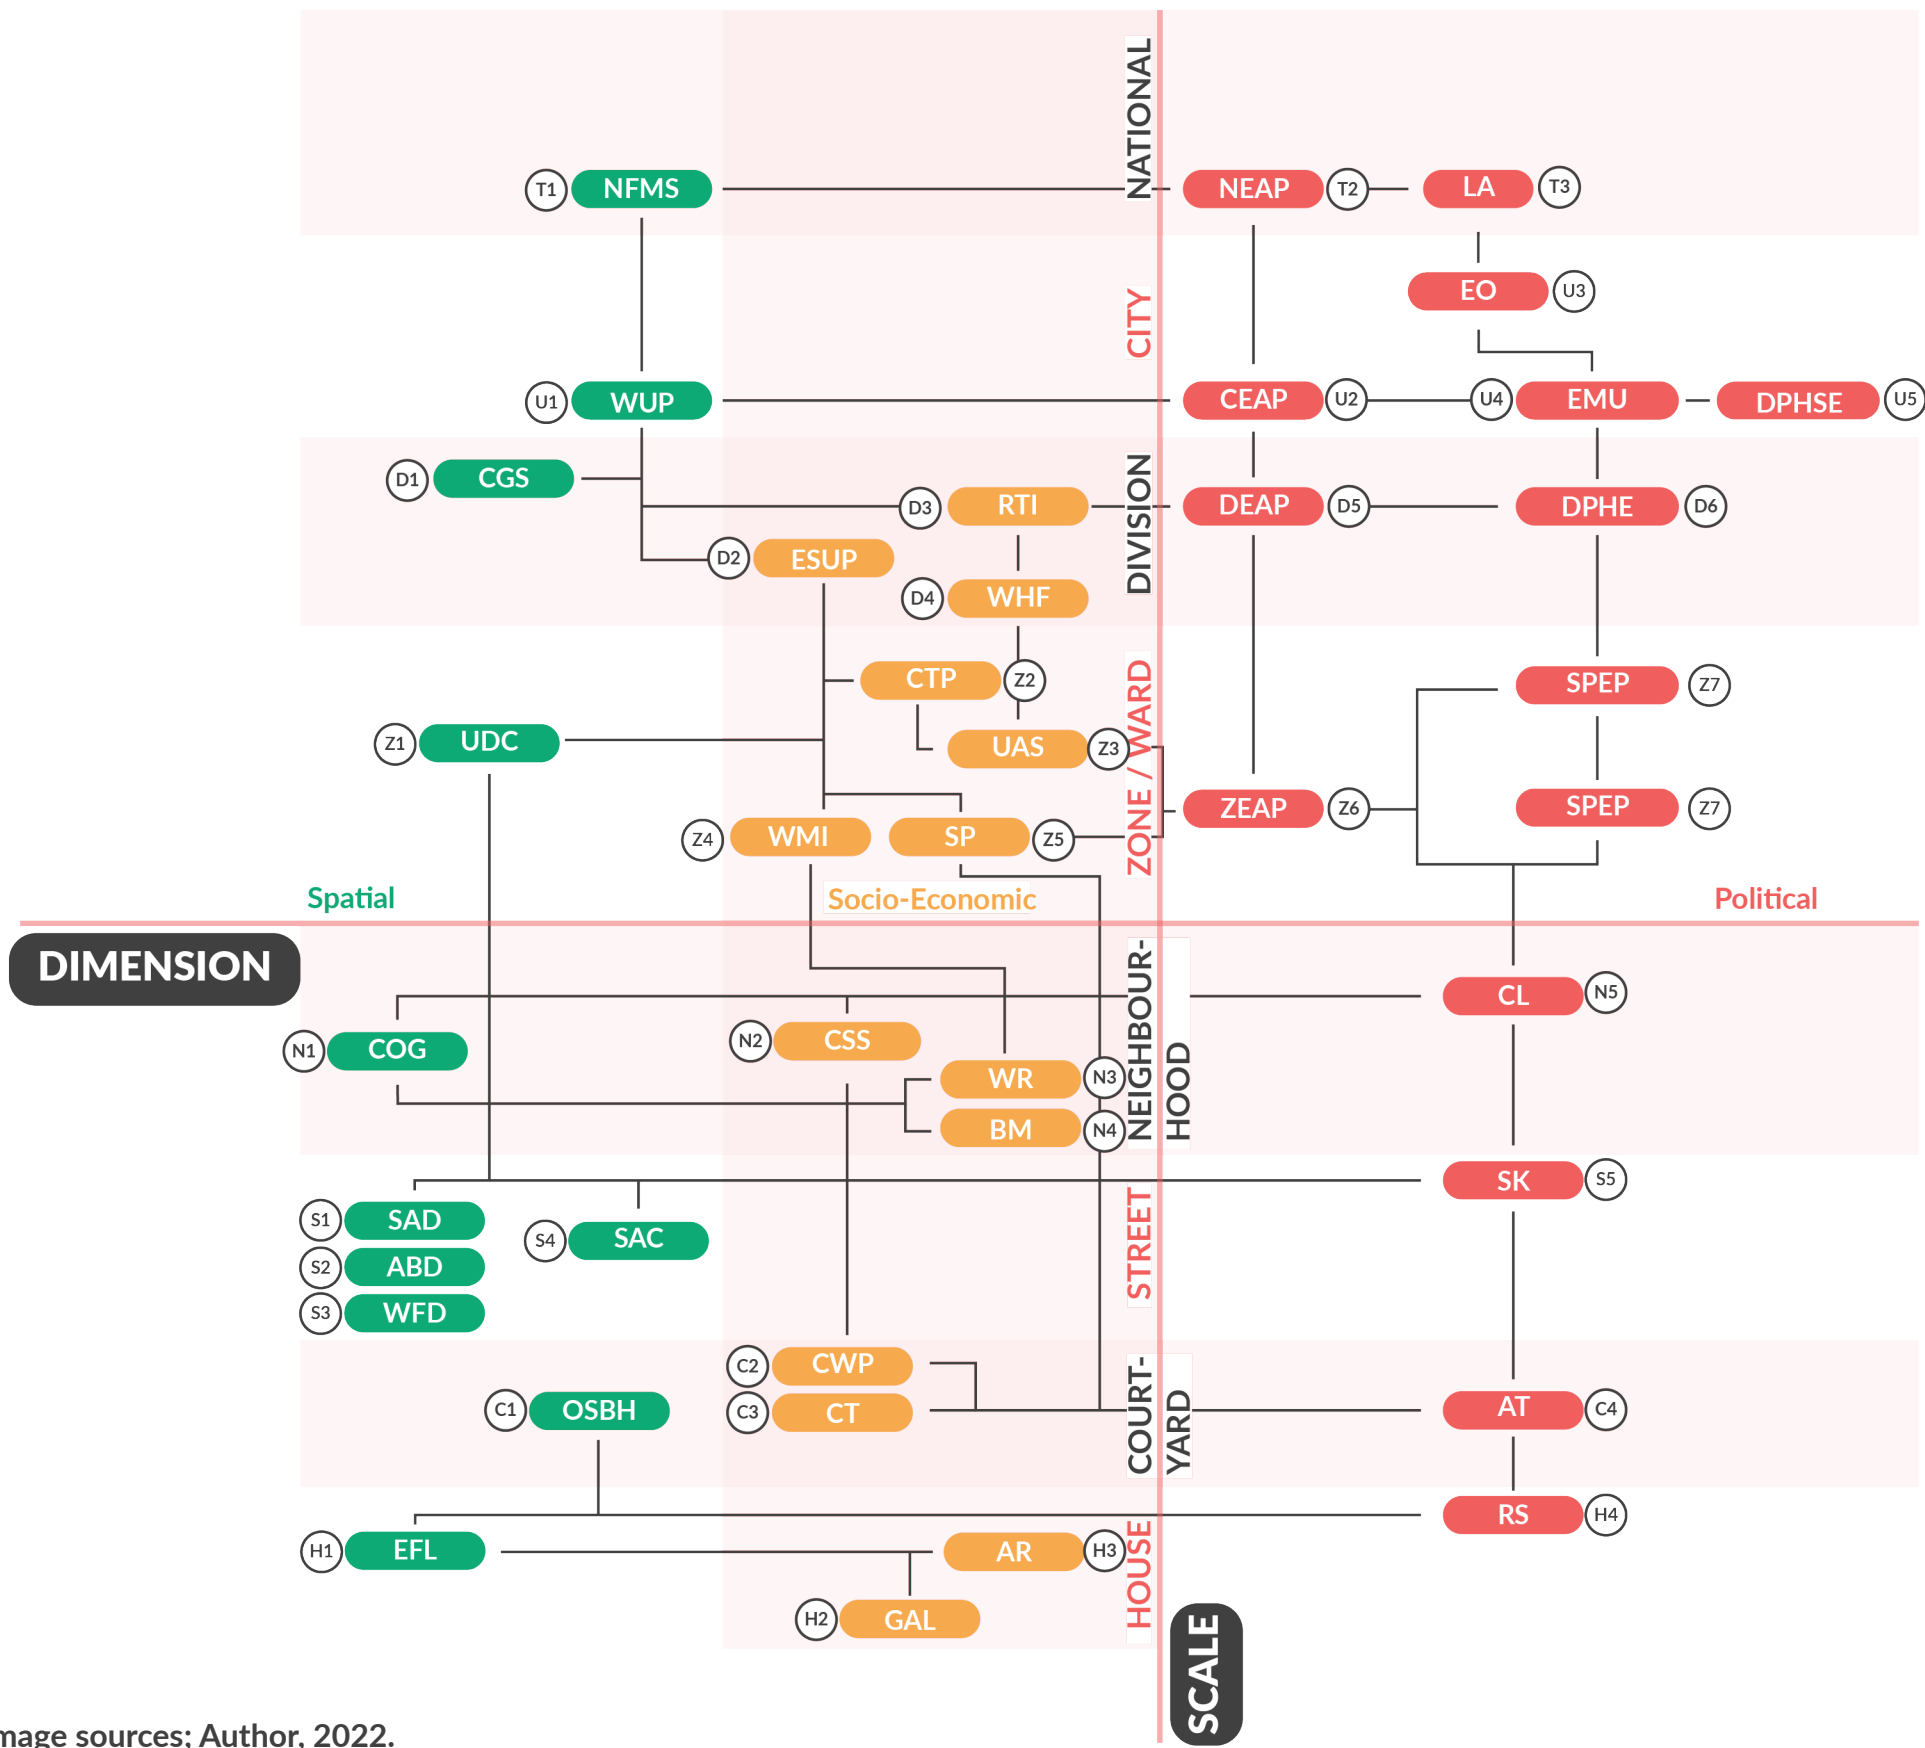 NATIONAL
T1 NFMS
NEAP T2
LA T3
CITY
EO U3
U1 WUP
CEAP U2
U4 EMU
DPHSE U5
DIVISION
D1 CGS
D3 RTI
DEAP D5
DPHE D6
D2 ESUP
D4 WHF
ZONE / WARD
CTP Z2
SPEP Z7
Z1 UDC
UAS Z3
ZEAP Z6
SPEP Z7
Z4 WMI
SP Z5
Spatial
Socio-Economic
Political
DIMENSION
NEIGHBOUR-
HOOD
CL N5
N1 COG
N2 CSS
WR N3
BM N4
SK S5
STREET
S1 SAD
S4 SAC
S2 ABD
S3 WFD
COURT-
YARD
C2 CWP
C1 OSBH
C3 CT
AT C4
RS H4
HOUSE
H1 EFL
AR H3
H2 GAL
SCALE
mage sources; Author, 2022.